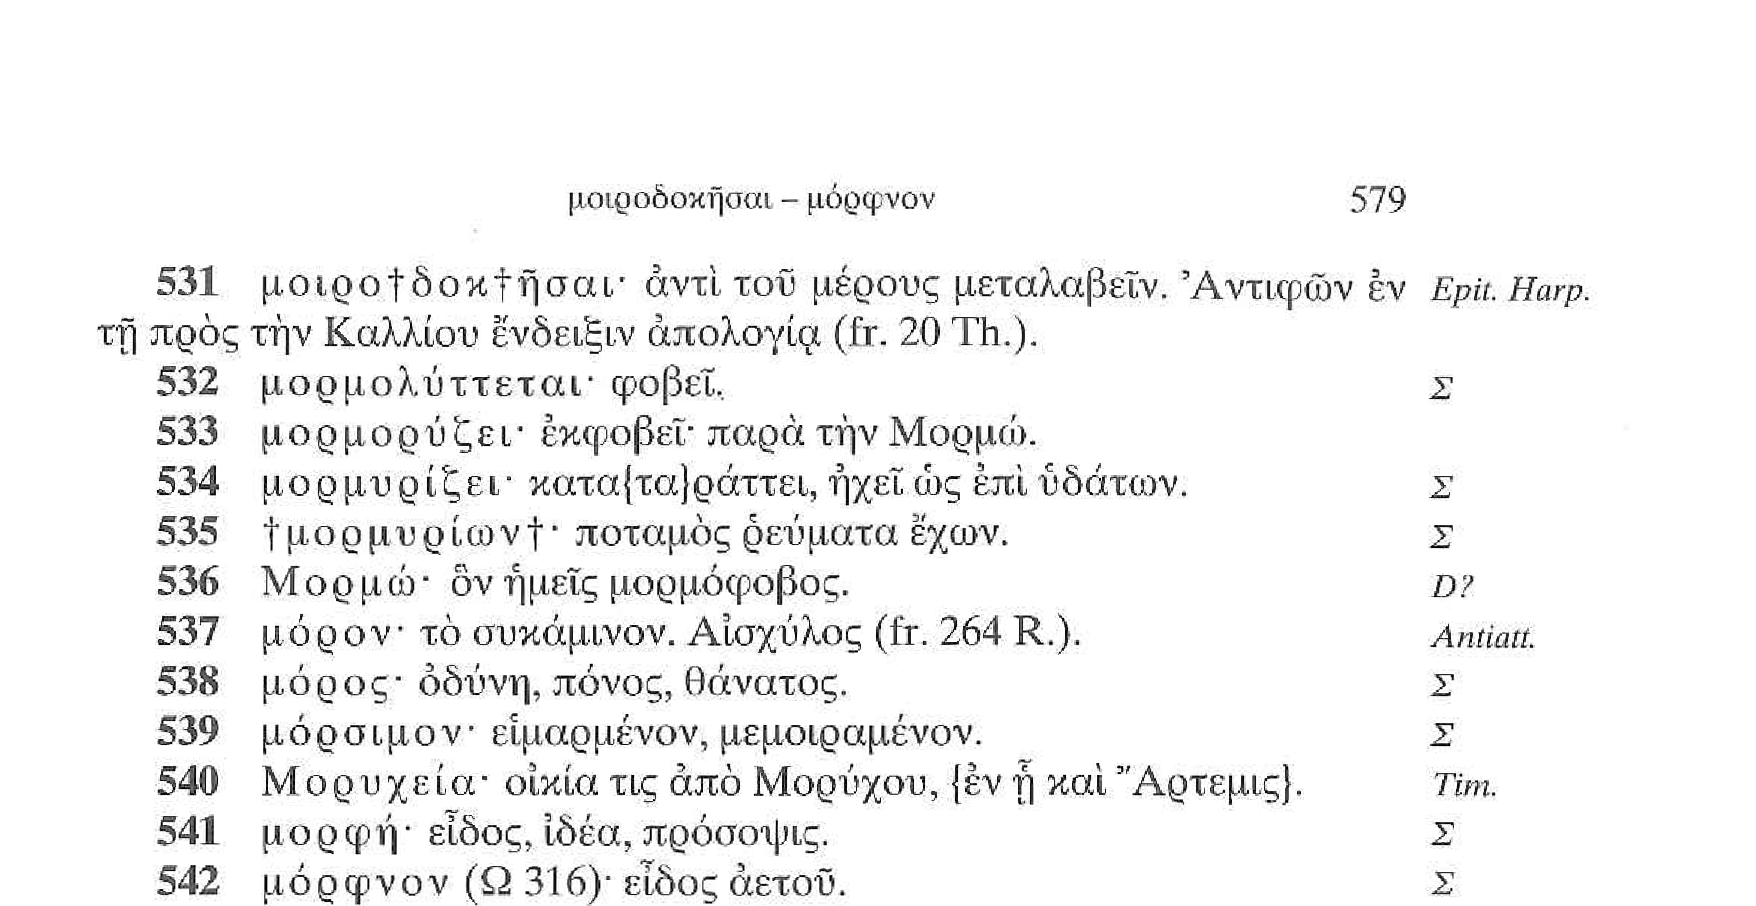 μοιροδοκῆσαι – μόρφνον 579
531 μοιρο†δοκ†ῆσαι· ἀντὶ τοῦ μέρους μεταλαβεῖν. Ἀντιφῶν ἐν Epit. Harp.
τῇ πρὸς τὴν Καλλίου ἔνδειξιν ἀπολογίᾳ (fr. 20 Th.).
532 μορμολύττεται· φοβεῖ. Σ
533 μορμορύζει· ἐκφοβεῖ· παρὰ τὴν Μορμώ.
534 μορμυρίζει· κατα{τα}ράττει, ἠχεῖ ὡς ἐπὶ ὑδάτων. Σ
535 †μορμυρίων†· ποταμὸς ῥεύματα ἔχων. Σ
536 Μορμώ· ὃν ἡμεῖς μορμόφοβος. D?
537 μόρον· τὸ συκάμινον. Αἰσχύλος (fr. 264 R.). Antiatt.
538 μόρος· ὀδύνη, πόνος, θάνατος. Σ
539 μόρσιμον· εἱμαρμένον, μεμοιραμένον. Σ
540 Μορυχεία· οἰκία τις ἀπὸ Μορύχου, {ἐν ᾗ καὶ Ἄρτεμις}. Tim.
541 μορφή· εἶδος, ἰδέα, πρόσοψις. Σ
542 μόρφνον (Ω 316)· εἶδος ἀετοῦ. Σ